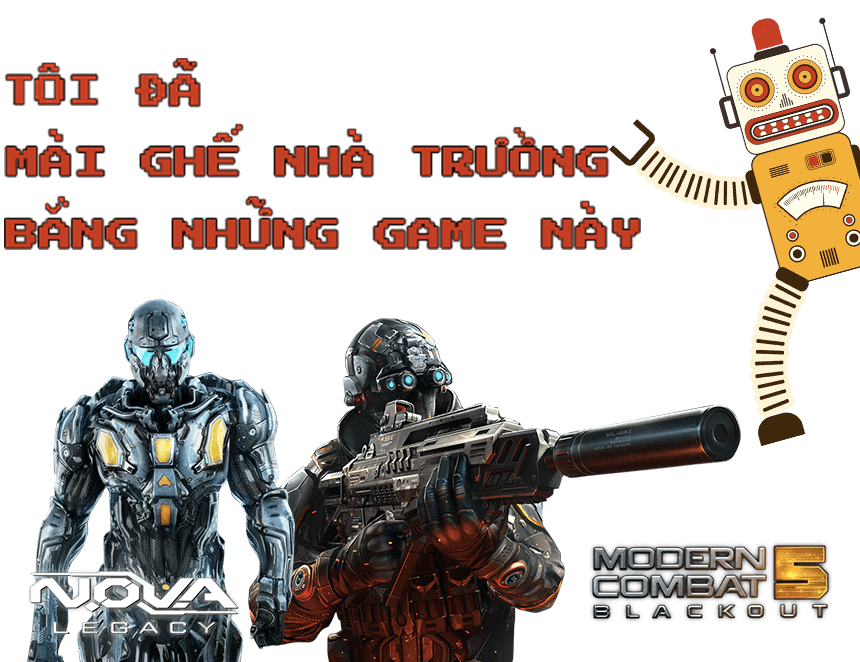 TÔI ĐÃ
MÀI GHẾ NHÀ TRƯỜNG
BẰNG NHỮNG GAME NÀY
N.O.V.A
LEGACY
MODERN
COMBAT 5
BLACKOUT